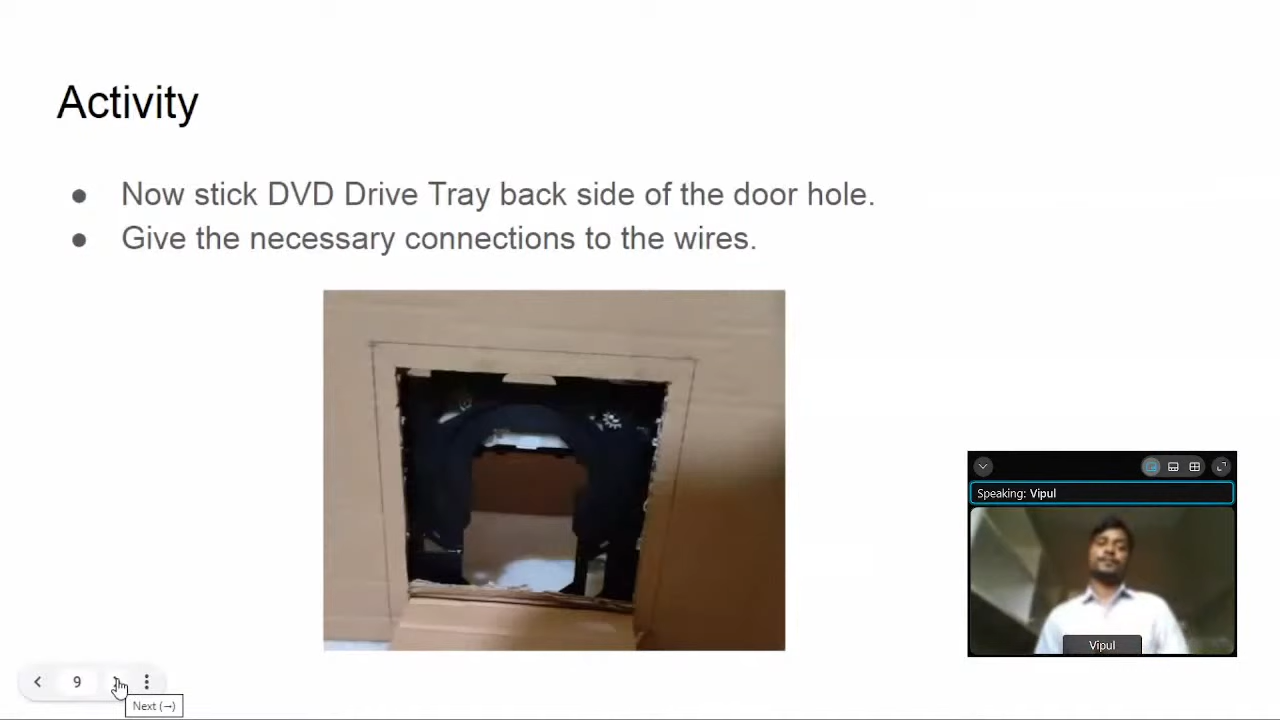 Activity
● Now stick DVD Drive Tray back side of the door hole.
● Give the necessary connections to the wires.
Speaking: Vipul
Vipul
9
Next (→)